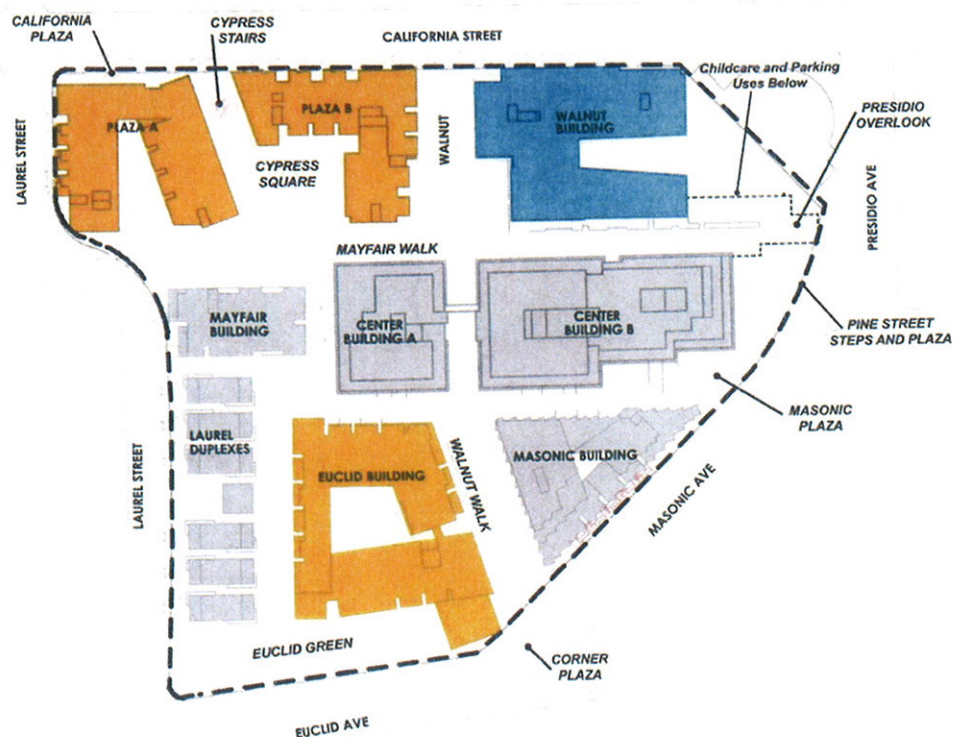 CALIFORNIA
PLAZA
CYPRESS
STAIRS
CALIFORNIA STREET
Childcare and Parking
Uses Below
PRESIDIO
OVERLOOK
LAUREL STREET
PLAZA A
PLAZA B
WALNUT
WALNUT
BUILDING
CYPRESS
SQUARE
PRESIDIO AVE
MAYFAIR WALK
MAYFAIR
BUILDING
CENTER
BUILDING A
CENTER
BUILDING B
PINE STREET
STEPS AND PLAZA
MASONIC
PLAZA
LAUREL STREET
LAUREL
DUPLEXES
EUCLID BUILDING
WALNUT WALK
MASONIC BUILDING
MASONIC AVE
EUCLID GREEN
CORNER
PLAZA
EUCLID AVE